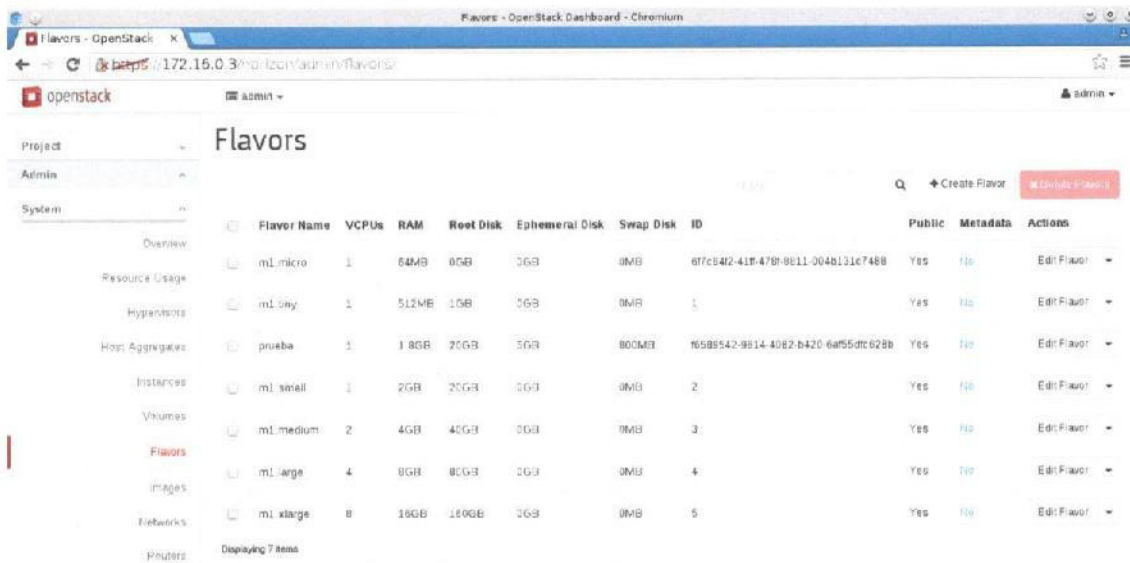 Flavors - OpenStack Dashboard - Chromium
Flavors - OpenStack ×
https://172.16.0.3/horizon/admin/flavors/
openstack
admin
admin
Project
Admin
System
Overview
Resource Usage
Hypervisors
Host Aggregates
Instances
Volumes
Flavors
Images
Networks
Routers
Flavors
+Create Flavor
Delete Flavors
Flavor Name VCPUs RAM Root Disk Ephemeral Disk Swap Disk ID Public Metadata Actions
m1.micro 1 64MB 0GB 0GB 0MB Yes No Edit Flavor
m1.tiny 1 512MB 1GB 0GB 0MB 1 Yes No Edit Flavor
prueba 1 1.8GB 20GB 800MB f6589542-9814-4082-b420-6af55dfc628b Yes No Edit Flavor
m1.small 1 2GB 20GB 0GB 0MB 2 Yes No Edit Flavor
m1.medium 2 4GB 40GB 0GB 0MB 3 Yes No Edit Flavor
m1.large 4 8GB 80GB 0GB 0MB 4 Yes No Edit Flavor
m1.xlarge 8 16GB 160GB 0GB 0MB 5 Yes No Edit Flavor
Displaying 7 items